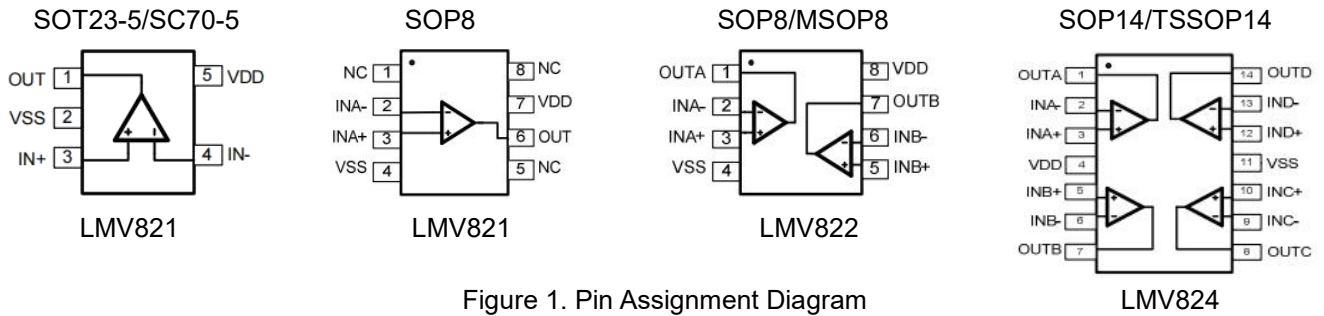 SOT23-5/SC70-5
OUT 1 5 VDD
VSS 2
IN+ 3 4 IN-
+ -
LMV821
SOP8
NC 1 8 NC
INA- 2 7 VDD
INA+ 3 6 OUT
VSS 4 5 NC
- +
LMV821
SOP8/MSOP8
OUTA 1 8 VDD
INA- 2 7 OUTB
INA+ 3 6 INB-
VSS 4 5 INB+
- +
- +
LMV822
SOP14/TSSOP14
OUTA 1 14 OUTD
INA- 2 13 IND-
INA+ 3 12 IND+
VDD 4 11 VSS
INB+ 5 10 INC+
INB- 6 9 INC-
OUTB 7 8 OUTC
- +
- +
+ -
+ -
LMV824
Figure 1. Pin Assignment Diagram